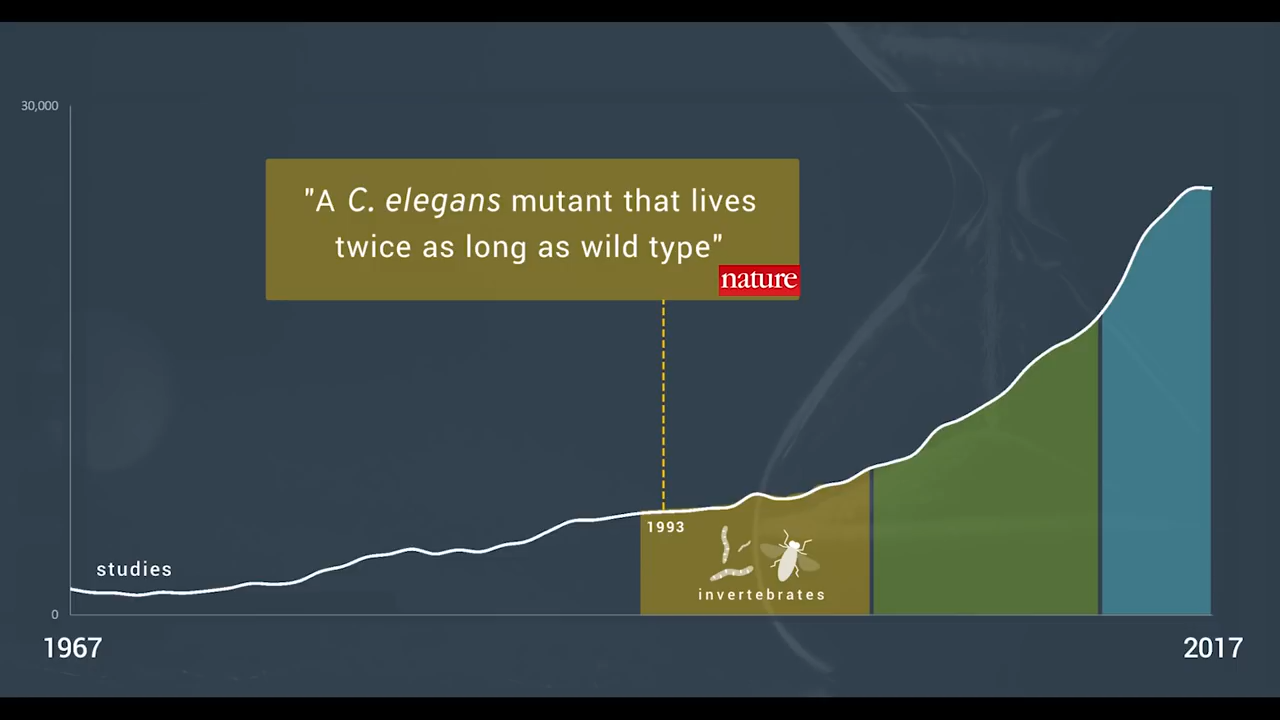 30,000
"A C. elegans mutant that lives
twice as long as wild type"
nature
1993
studies
invertebrates
0
1967
2017